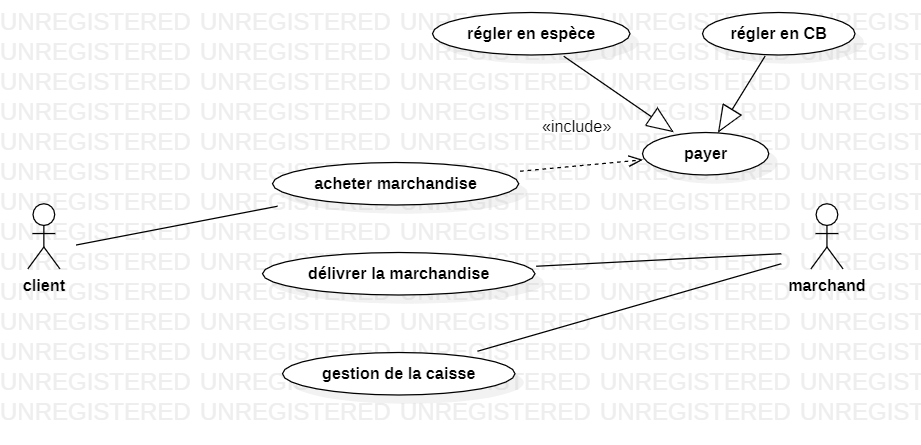 UNREGISTERED UNREGISTERED UNREGISTERED UNREGISTERED UNREGIST
régler en espèce
régler en CB
«include»
payer
acheter marchandise
client
délivrer la marchandise
marchand
gestion de la caisse